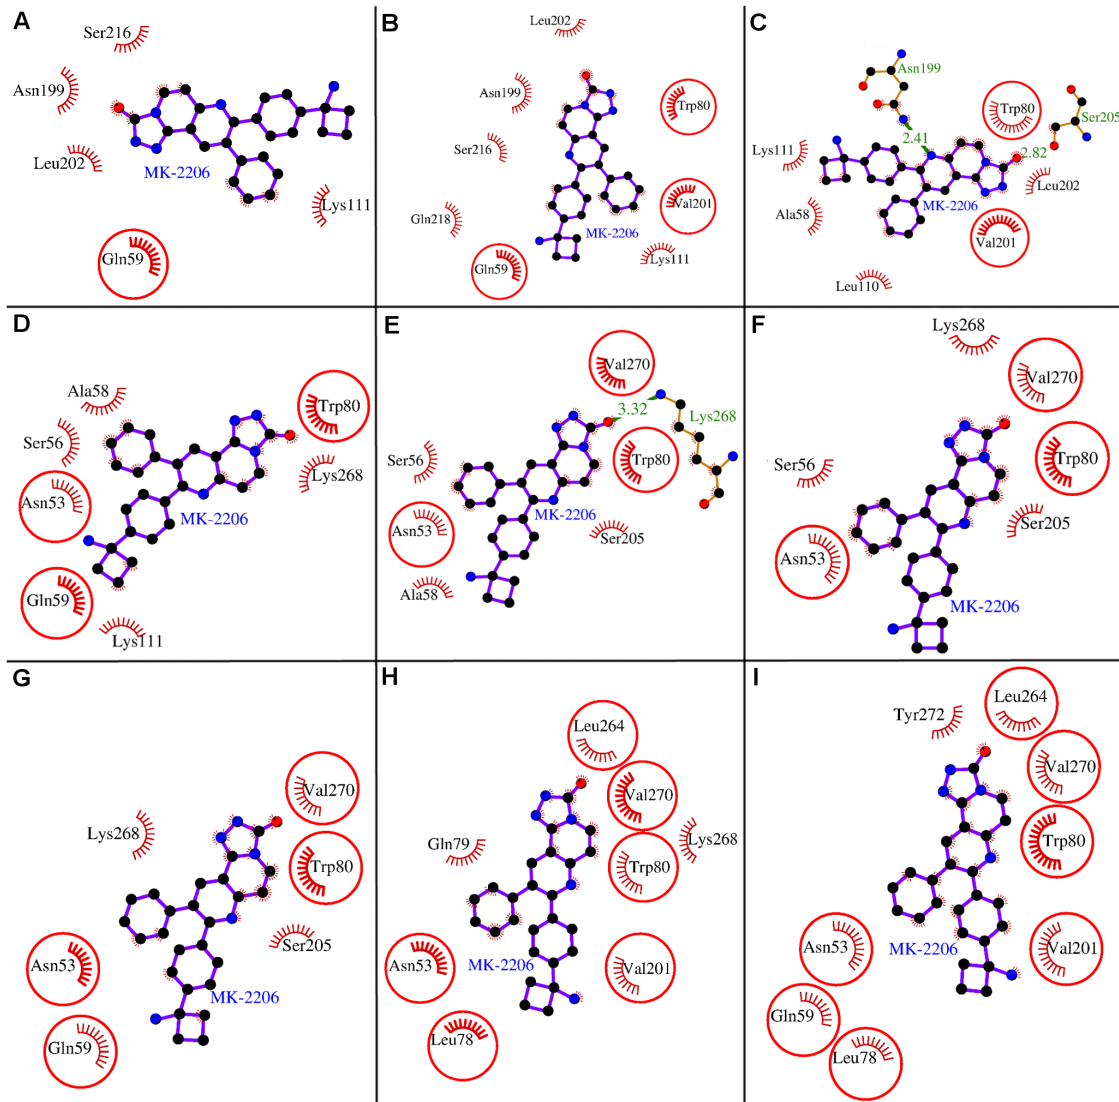 A
Ser216
Asn199
Leu202
MK-2206
Lys111
Gln59
B
Leu202
Asn199
Trp80
Ser216
Val201
Gln218
MK-2206
Lys111
Gln59
C
Asn199
Trp80
Ser205
2.41
2.82
Lys111
Leu202
MK-2206
Ala58
Val201
Leu110
D
Ala58
Trp80
Ser56
Lys268
Asn53
MK-2206
Gln59
Lys111
E
Val270
3.32
Lys268
Ser56
Trp80
MK-2206
Asn53
Ser205
Ala58
F
Lys268
Val270
Trp80
Ser56
Ser205
Asn53
MK-2206
G
Val270
Lys268
Trp80
Ser205
Asn53
MK-2206
Gln59
H
Leu264
Val270
Gln79
Lys268
Trp80
Asn53
MK-2206
Val201
Leu78
I
Leu264
Tyr272
Val270
Trp80
Asn53
MK-2206
Val201
Gln59
Leu78